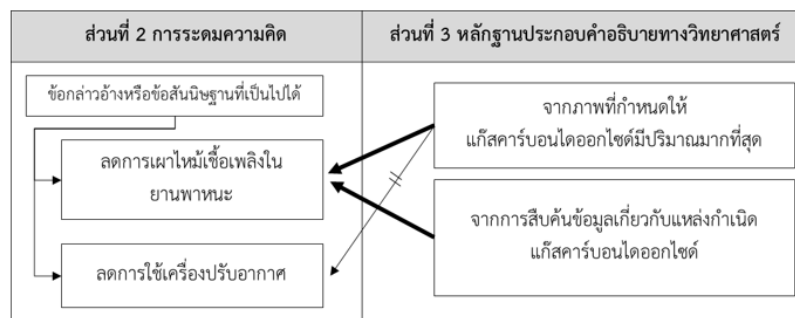 ส่วนที่ 2 การระดมความคิด
ส่วนที่ 3 หลักฐานประกอบคำอธิบายทางวิทยาศาสตร์
ข้อกล่าวอ้างหรือข้อสันนิษฐานที่เป็นไปได้
ลดการเผาไหม้เชื้อเพลิงใน
ยานพาหนะ
ลดการใช้เครื่องปรับอากาศ
จากภาพที่กำหนดให้
แก๊สคาร์บอนไดออกไซด์มีปริมาณมากที่สุด
จากการสืบค้นข้อมูลเกี่ยวกับแหล่งกำเนิด
แก๊สคาร์บอนไดออกไซด์